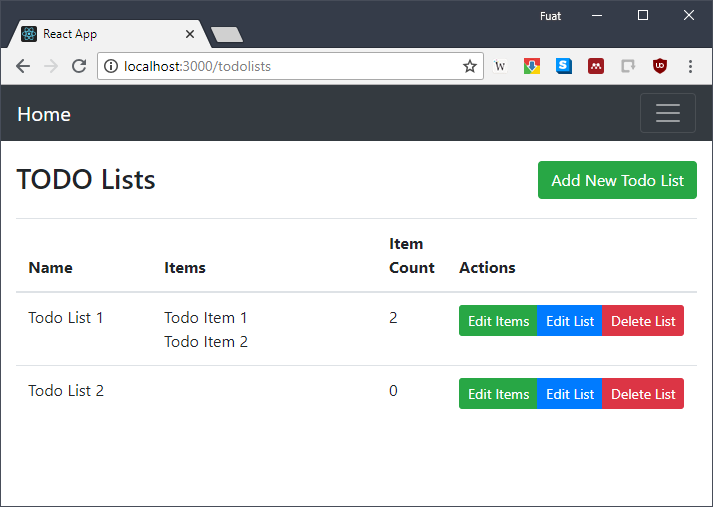 Fuat
React App
localhost:3000/todolists
W
S
Home
TODO Lists
Add New Todo List
Name Items Item Count Actions
Todo List 1 Todo Item 1 2 Edit Items Edit List Delete List
Todo Item 2
Todo List 2 0 Edit Items Edit List Delete List